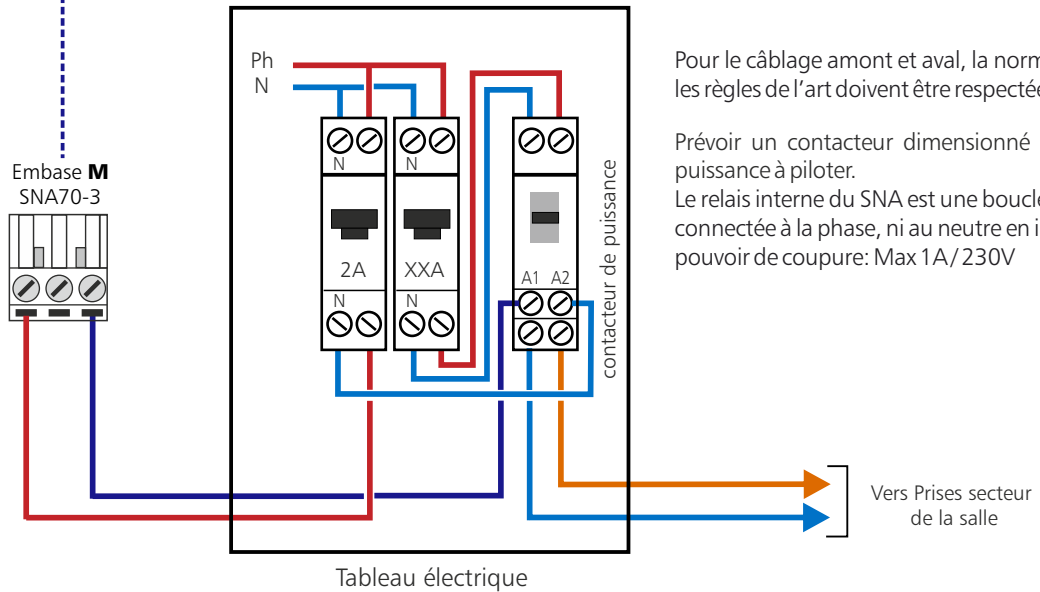 Ph
N
Pour le câblage amont et aval, la norm
les règles de l'art doivent être respectée
Prévoir un contacteur dimensionné
puissance à piloter.
Le relais interne du SNA est une boucle
connectée à la phase, ni au neutre en i
pouvoir de coupure: Max 1A/230V
Embase M
SNA70-3
N
N
2A
XXA
N
N
A1 A2
contacteur de puissance
Vers Prises secteur
de la salle
Tableau électrique